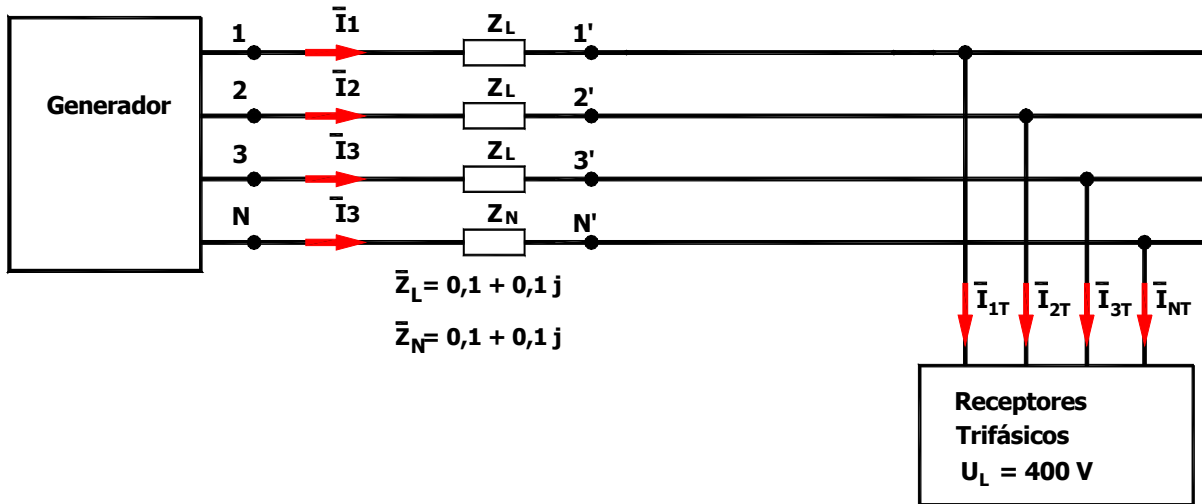 1 Ī1 ZL 1'
Generador
2 Ī2 ZL 2'
3 Ī3 ZL 3'
N Ī3 ZN N'
Z̄L = 0,1 + 0,1 j
Z̄N = 0,1 + 0,1 j
Ī1T Ī2T Ī3T ĪNT
Receptores
Trifásicos
UL = 400 V